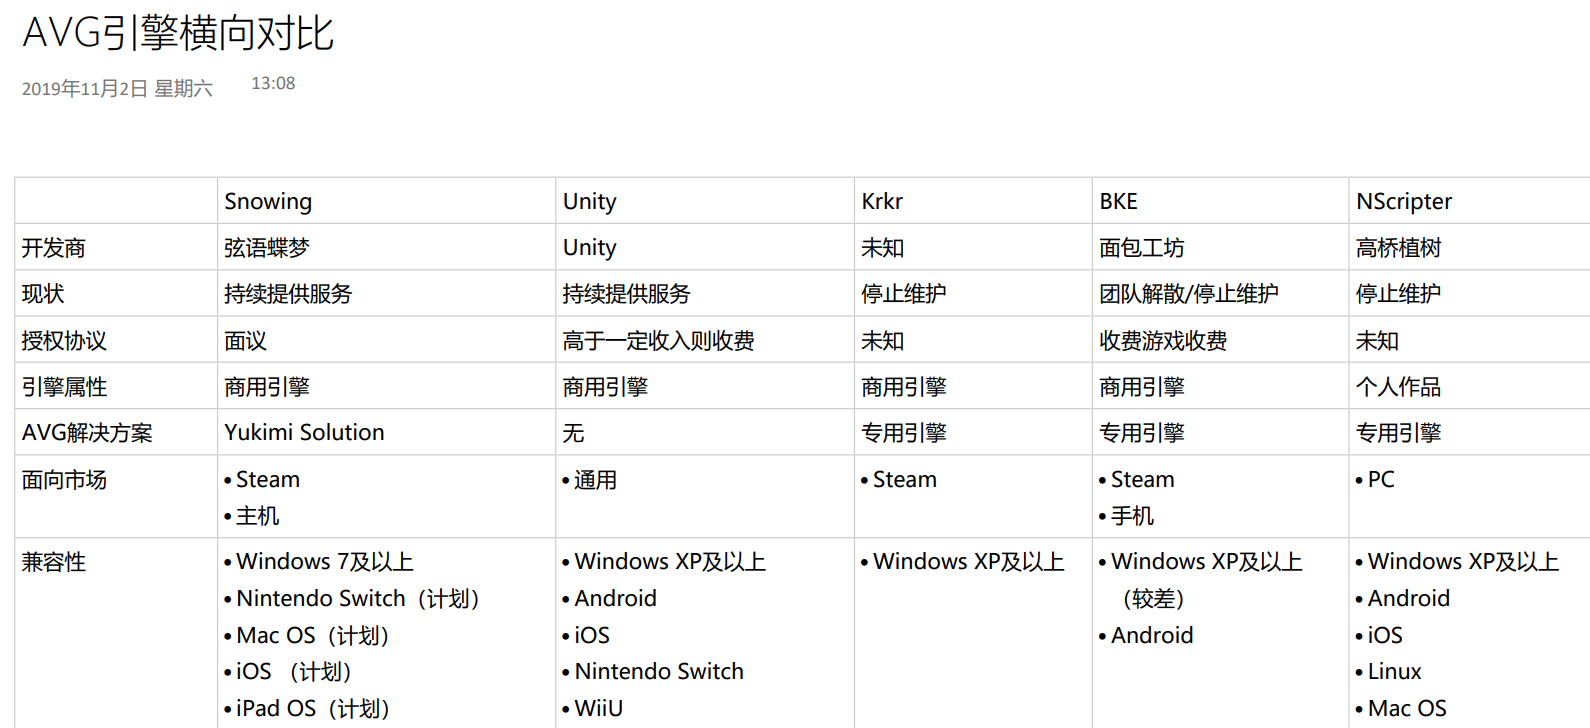 AVG引擎横向对比
2019年11月2日 星期六 13:08
Snowing Unity Krkr BKE NScripter
开发商 弦语蝶梦 Unity 未知 面包工坊 高桥植树
现状 持续提供服务 持续提供服务 停止维护 团队解散/停止维护 停止维护
授权协议 面议 高于一定收入则收费 未知 收费游戏收费 未知
引擎属性 商用引擎 商用引擎 商用引擎 商用引擎 个人作品
AVG解决方案 Yukimi Solution 无 专用引擎 专用引擎 专用引擎
面向市场 • Steam • 通用 • Steam • Steam • PC
• 主机 • 手机
兼容性 • Windows 7及以上 • Windows XP及以上 • Windows XP及以上 • Windows XP及以上 • Windows XP及以上
• Nintendo Switch（计划） • Android （较差） • Android
• Mac OS（计划） • iOS • Android • iOS
• iOS （计划） • Nintendo Switch • Linux
• iPad OS（计划） • WiiU • Mac OS